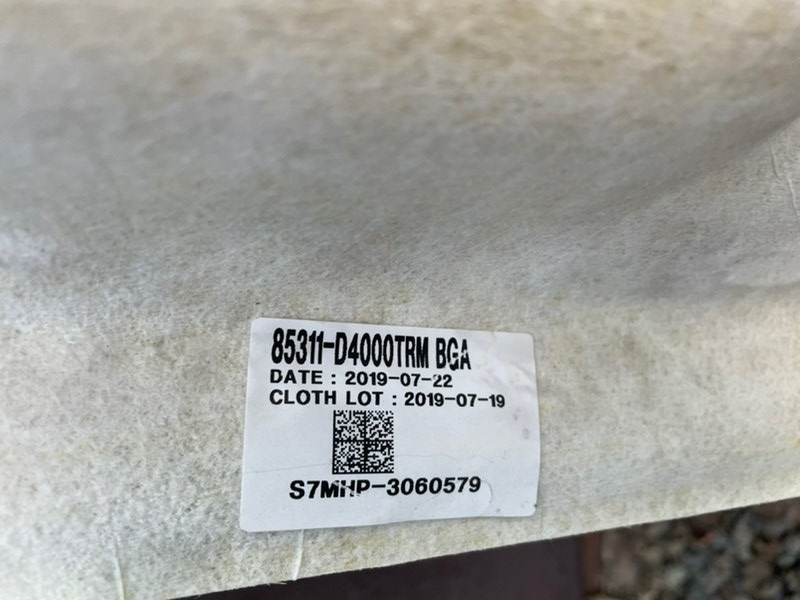 85311-D4000TRM BGA
DATE : 2019-07-22
CLOTH LOT : 2019-07-19
S7MHP-3060579